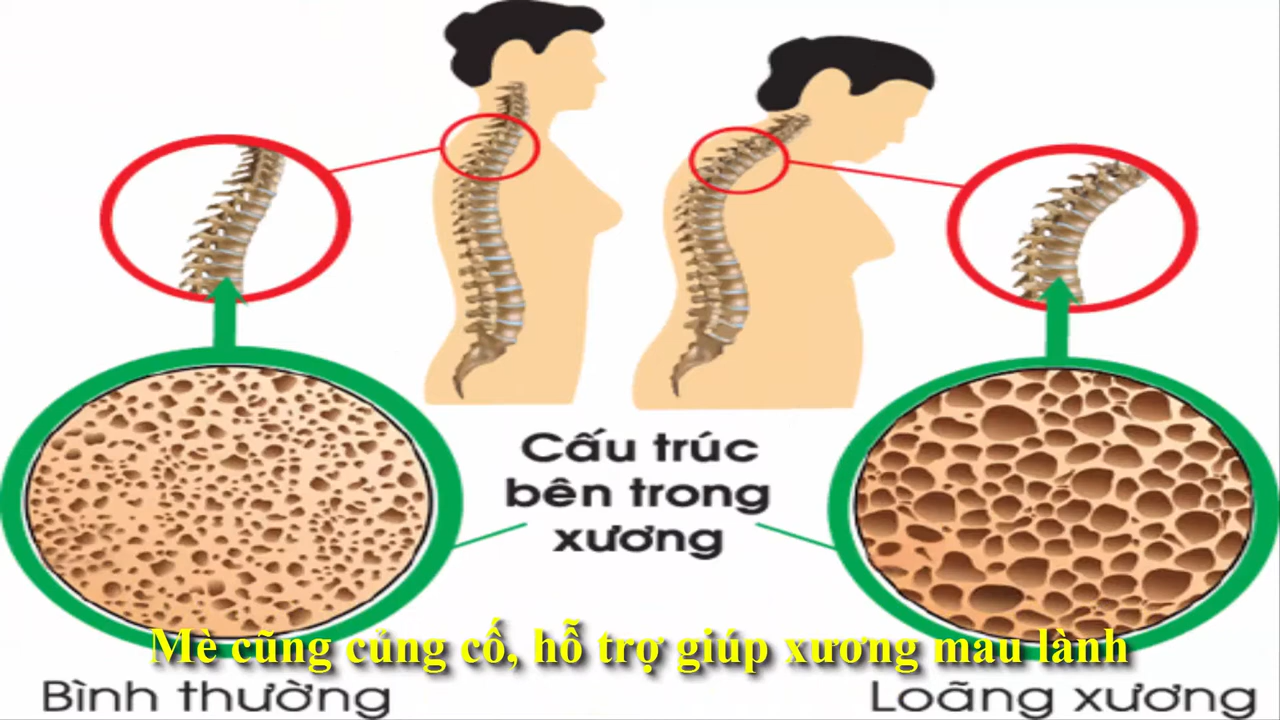 Cấu trúc
bên trong
xương
Mè cũng củng cố, hỗ trợ giúp xương mau lành
Bình thường
Loãng xương